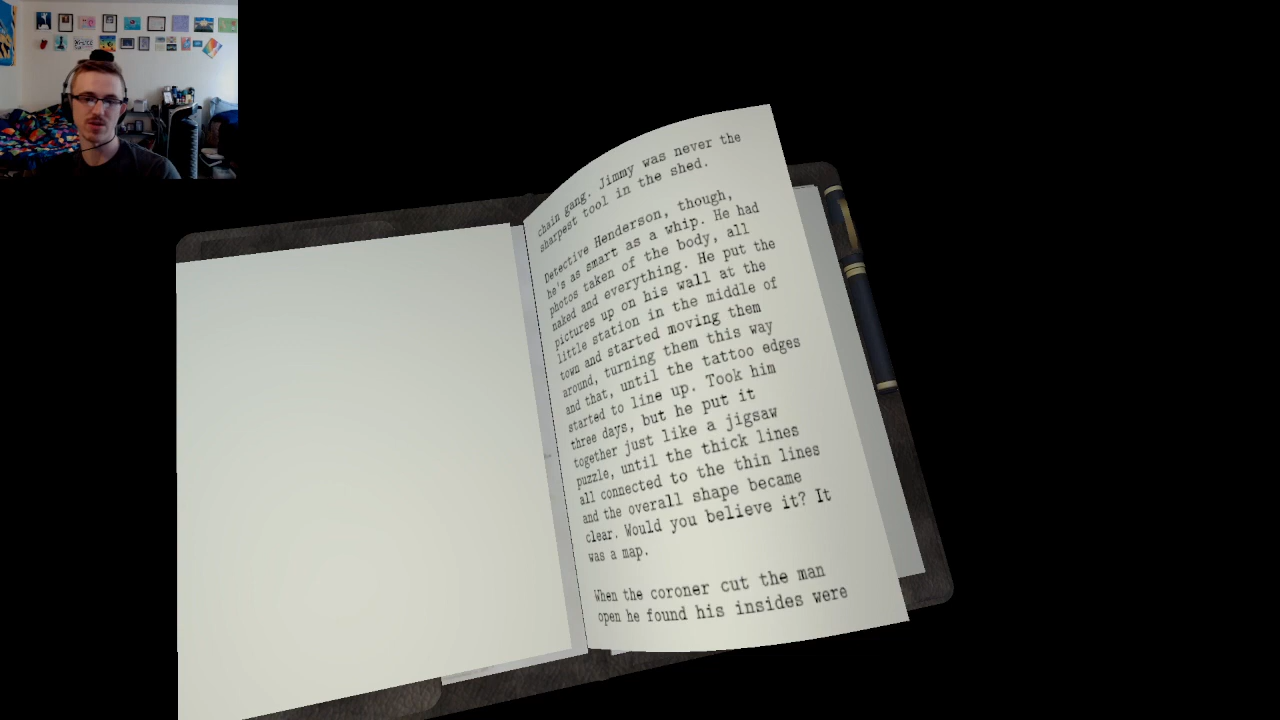 chain gang. Jimmy was never the
sharpest tool in the shed.
Detective Henderson, though,
he's as smart as a whip. He had
photos taken of the body, all
naked and everything. He put the
pictures up on his wall at the
little station in the middle of
town and started moving them
around, turning them this way
and that, until the tattoo edges
started to line up. Took him
three days, but he put it
together just like a jigsaw
puzzle, until the thick lines
all connected to the thin lines
and the overall shape became
clear. Would you believe it? It
was a map.
When the coroner cut the man
open he found his insides were